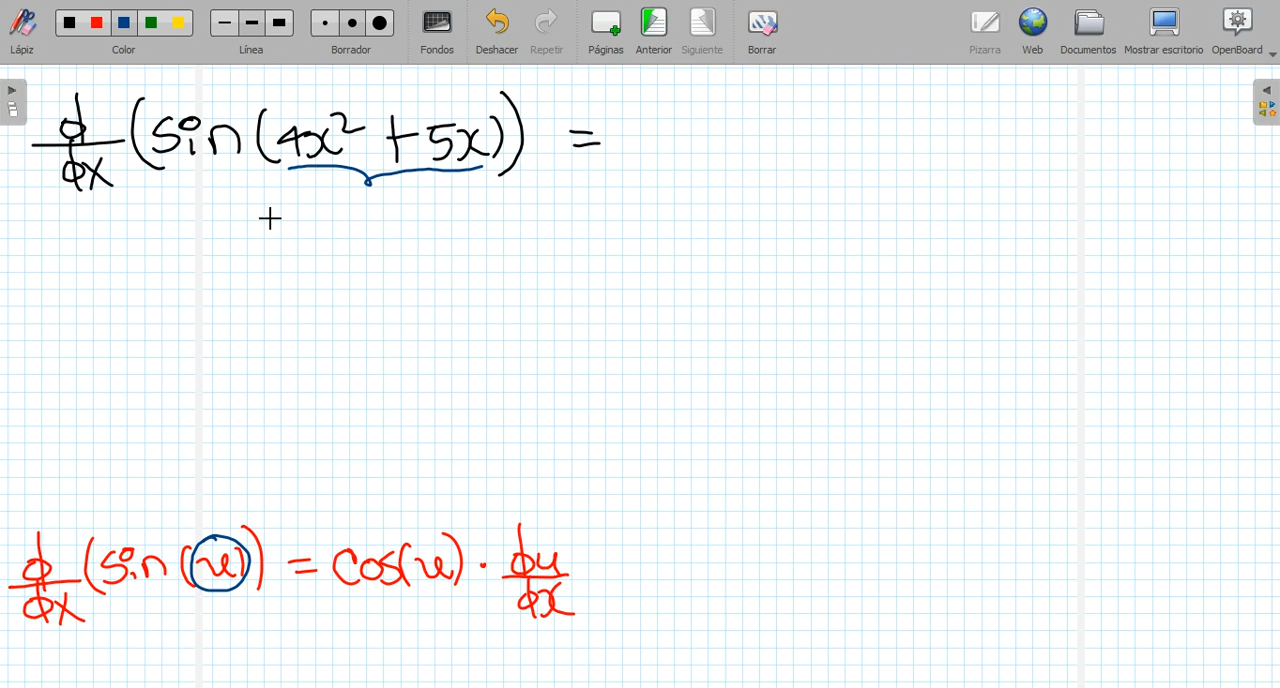 Lápiz Color Línea Borrador Fondos Deshacer Repetir Páginas Anterior Siguiente Borrar Pizarra Web Documentos Mostrar escritorio OpenBoard
d/dx (sin(4x² + 5x)) =
d/dx (sin(u)) = cos(u) · du/dx